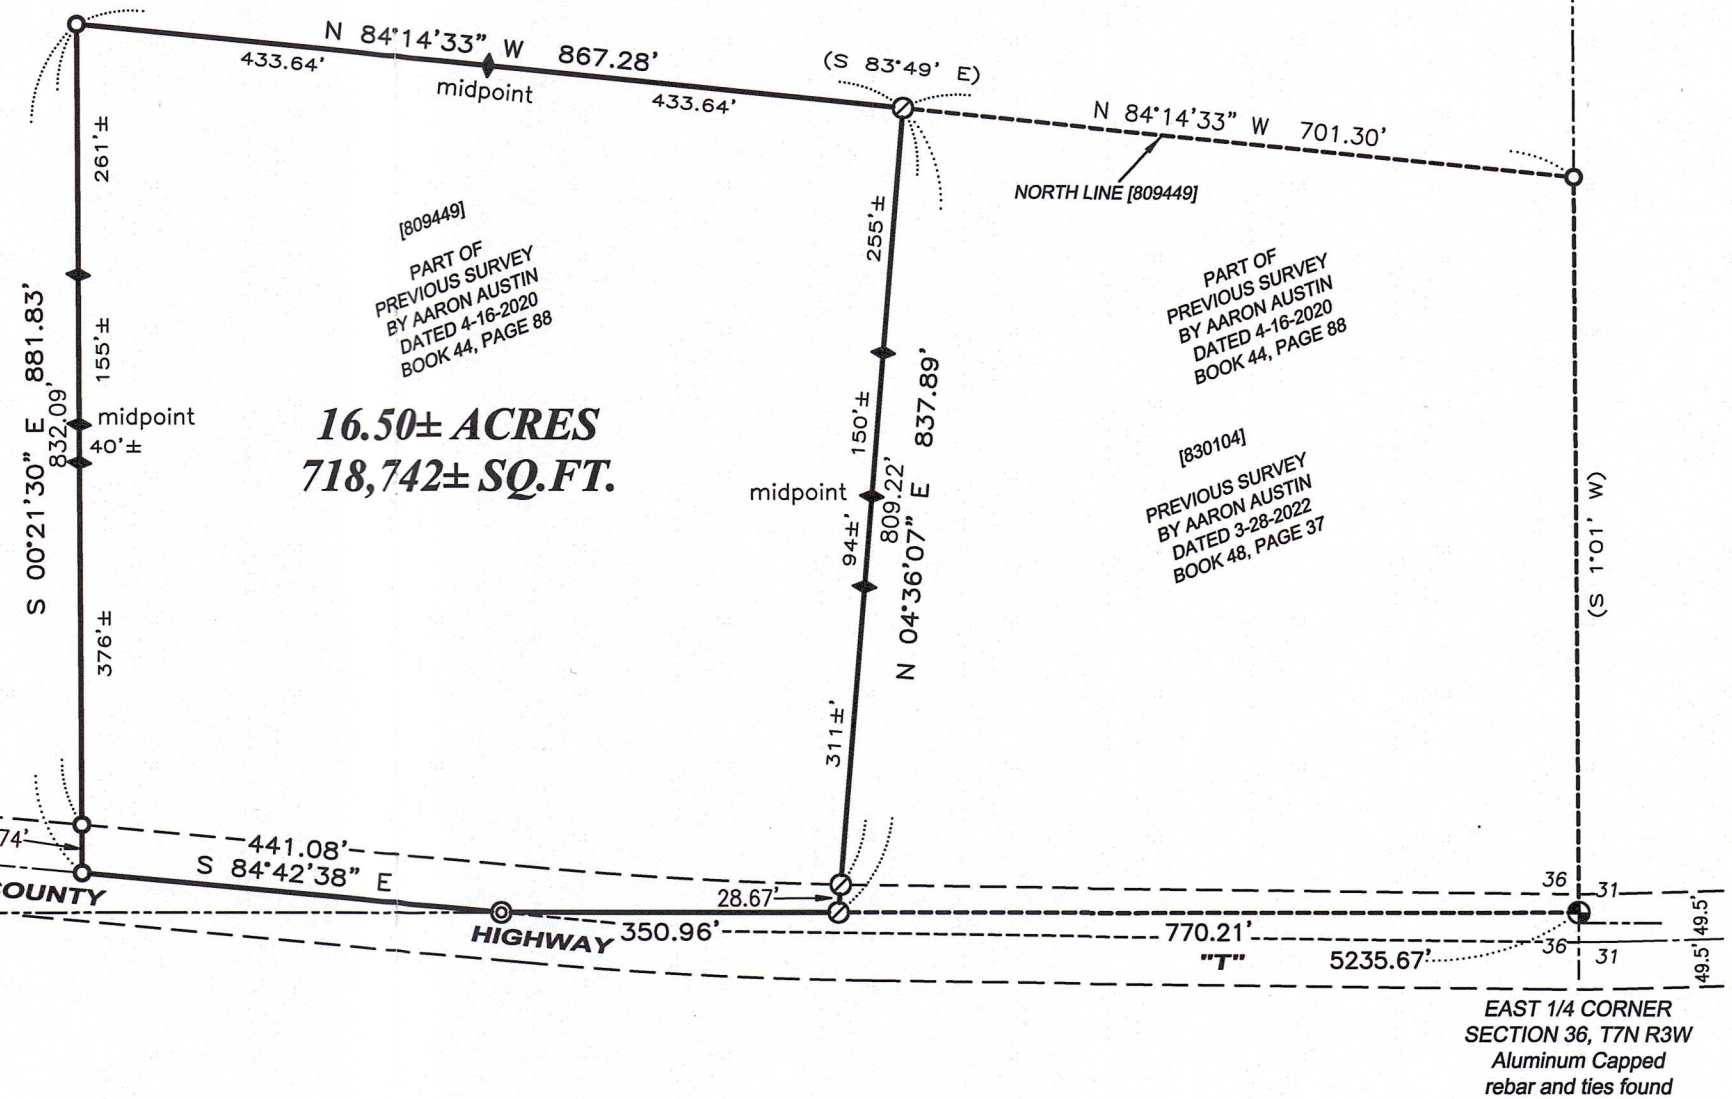 N 84°14'33" W 867.28'
433.64'
midpoint
433.64'
(S 83°49' E)
N 84°14'33" W 701.30'
NORTH LINE [809449]
261'±
155'±
S 00°21'30" E 881.83'
832.09'
midpoint
40'±
376'±
[809449]
PART OF
PREVIOUS SURVEY
BY AARON AUSTIN
DATED 4-16-2020
BOOK 44, PAGE 88
16.50± ACRES
718,742± SQ.FT.
255'±
150'±
midpoint
94±'
809.22'
N 04°36'07" E 837.89'
311±'
PART OF
PREVIOUS SURVEY
BY AARON AUSTIN
DATED 4-16-2020
BOOK 44, PAGE 88
[830104]
PREVIOUS SURVEY
BY AARON AUSTIN
DATED 3-28-2022
BOOK 48, PAGE 37
(S 1°01' W)
74'
441.08'
S 84°42'38" E
OUNTY
28.67'
HIGHWAY
350.96'
770.21'
"T"
5235.67'
36
31
36
31
49.5'
49.5'
EAST 1/4 CORNER
SECTION 36, T7N R3W
Aluminum Capped
rebar and ties found